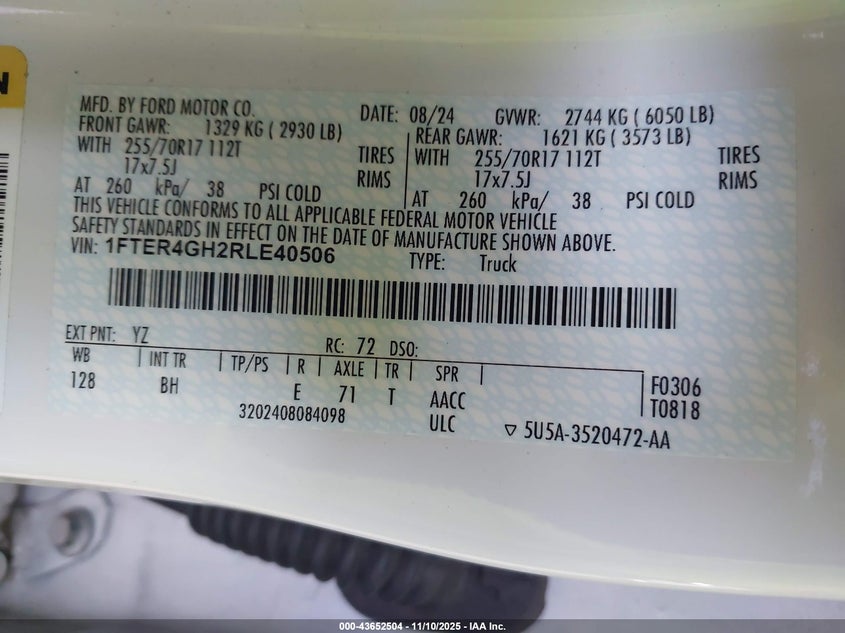 N
MFD. BY FORD MOTOR CO. DATE: 08/24 GVWR: 2744 KG ( 6050 LB)
FRONT GAWR: 1329 KG ( 2930 LB) REAR GAWR: 1621 KG ( 3573 LB)
WITH 255/70R17 112T TIRES WITH 255/70R17 112T TIRES
17x7.5J RIMS 17x7.5J RIMS
AT 260 kPa/ 38 PSI COLD AT 260 kPa/ 38 PSI COLD
THIS VEHICLE CONFORMS TO ALL APPLICABLE FEDERAL MOTOR VEHICLE
SAFETY STANDARDS IN EFFECT ON THE DATE OF MANUFACTURE SHOWN ABOVE.
VIN: 1FTER4GH2RLE40506 TYPE: Truck
EXT PNT: YZ RC: 72 DSO:
WB INT TR TP/PS R AXLE TR SPR
128 BH E 71 T AACC F0306
3202408084098 ULC T0818
5U5A-3520472-AA
000-43652504 - 11/10/2025 - IAA Inc.